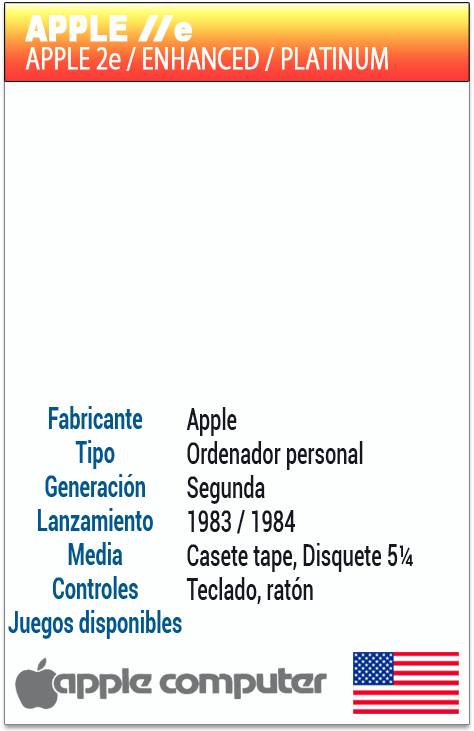 APPLE //e
APPLE 2e / ENHANCED / PLATINUM
Fabricante Apple
Tipo Ordenador personal
Generación Segunda
Lanzamiento 1983 / 1984
Media Casete tape, Disquete 5¼
Controles Teclado, ratón
Juegos disponibles
apple computer